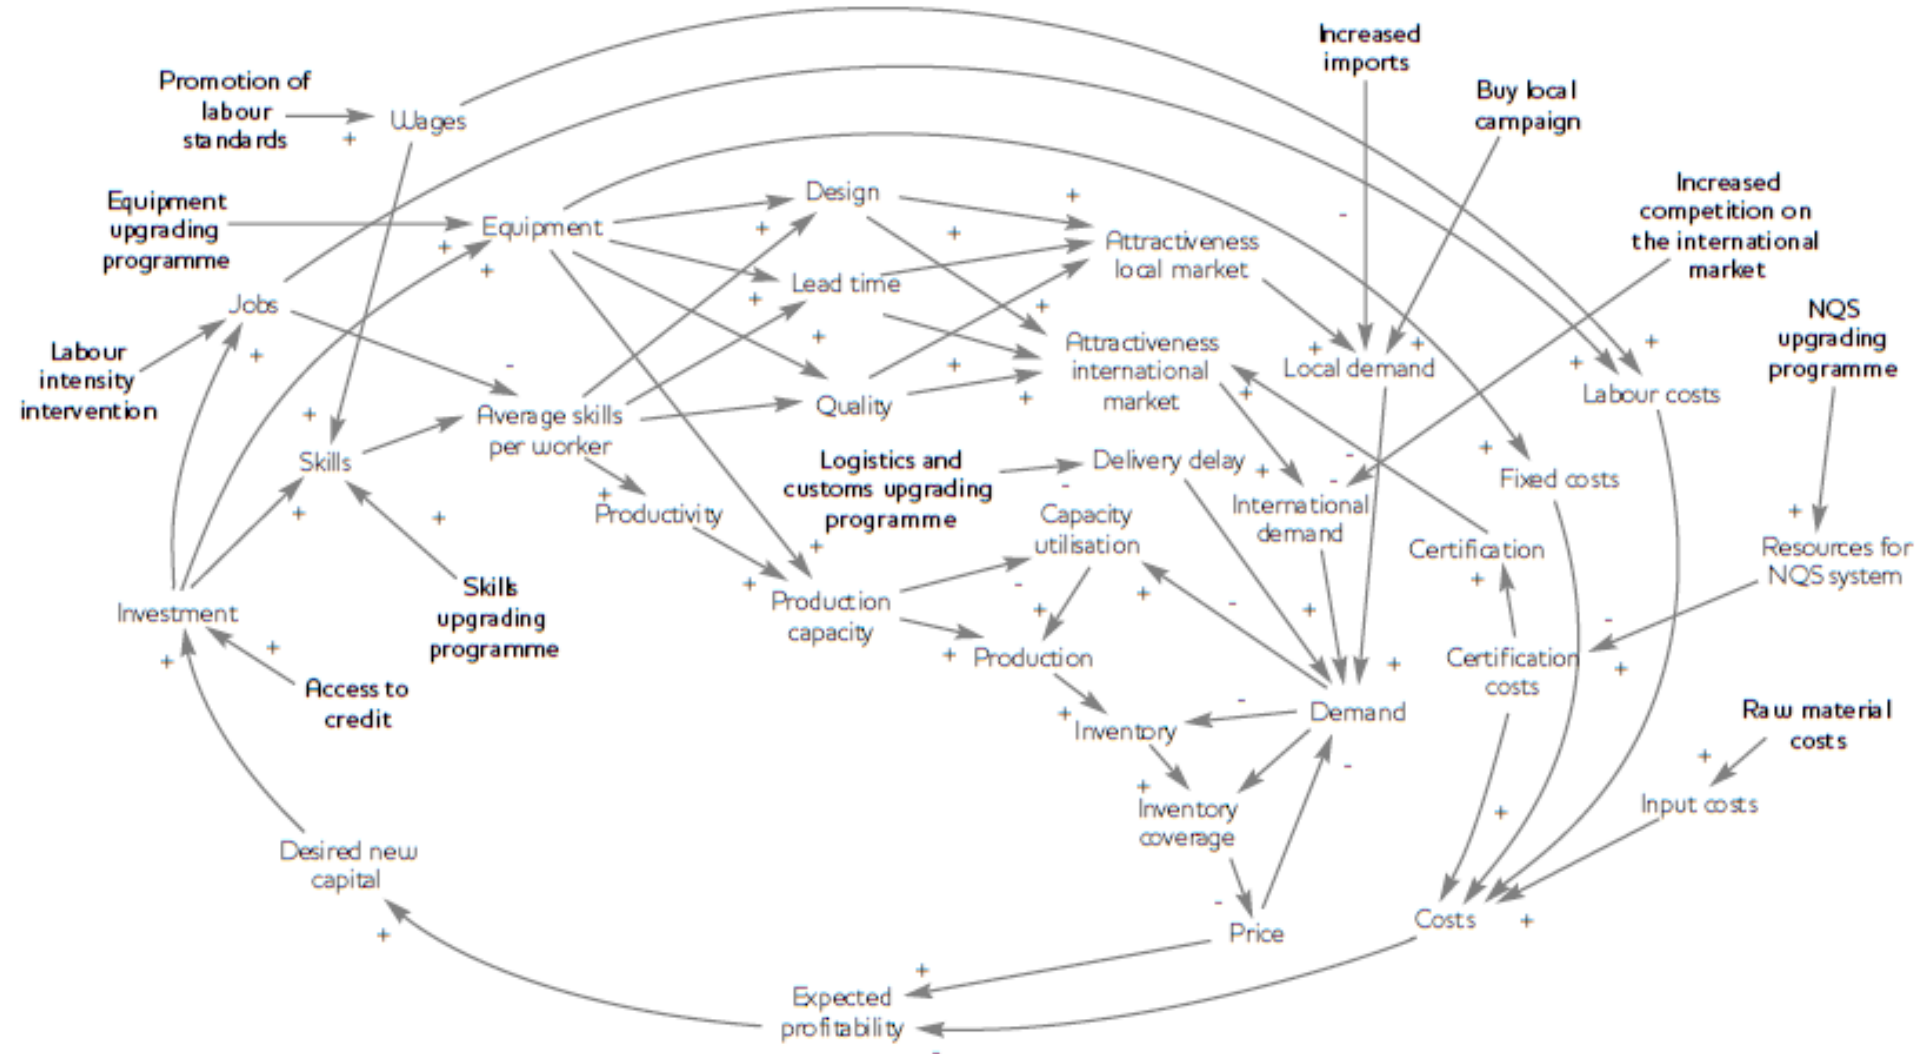 Increased
imports
Promotion of
labour
standards
Wages
Buy local
campaign
Equipment
upgrading
programme
Equipment
Design
Increased
competition on
the international
market
Attractiveness
local market
Jobs
Lead time
NQS
upgrading
programme
Labour
intensity
intervention
Attractiveness
international
market
Local demand
Labour costs
Average skills
per worker
Quality
Skills
Logistics and
customs upgrading
programme
Delivery delay
Fixed costs
Productivity
Capacity
utilisation
International
demand
Certification
Resources for
NQS system
Investment
Skills
upgrading
programme
Production
capacity
Production
Certification
costs
Access to
credit
Inventory
Demand
Raw material
costs
Inventory
coverage
Input costs
Desired new
capital
Price
Costs
Expected
profitability